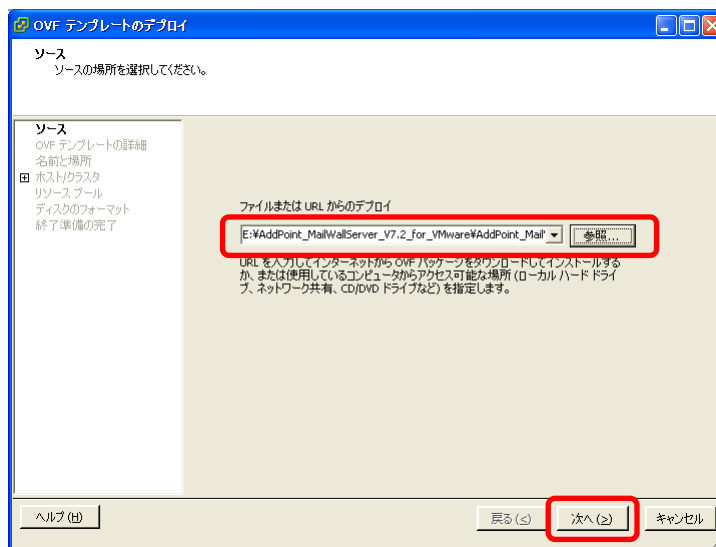 OVF テンプレートのデプロイ
ソース
ソースの場所を選択してください。
ソース
OVF テンプレートの詳細
名前と場所
ホスト/クラスタ
リソース プール
ディスクのフォーマット
終了準備の完了
ファイルまたは URL からのデプロイ
E:¥AddPoint_MailWallServer_V7.2_for_VMware¥AddPoint_Mail
参照...
URL を入力してインターネットから OVF パッケージをダウンロードしてインストールする
か、または使用しているコンピュータからアクセス可能な場所 (ローカル ハード ドライ
ブ、ネットワーク共有、CD/DVD ドライブなど) を指定します。
ヘルプ(H)
戻る(<)
次へ(>)
キャンセル